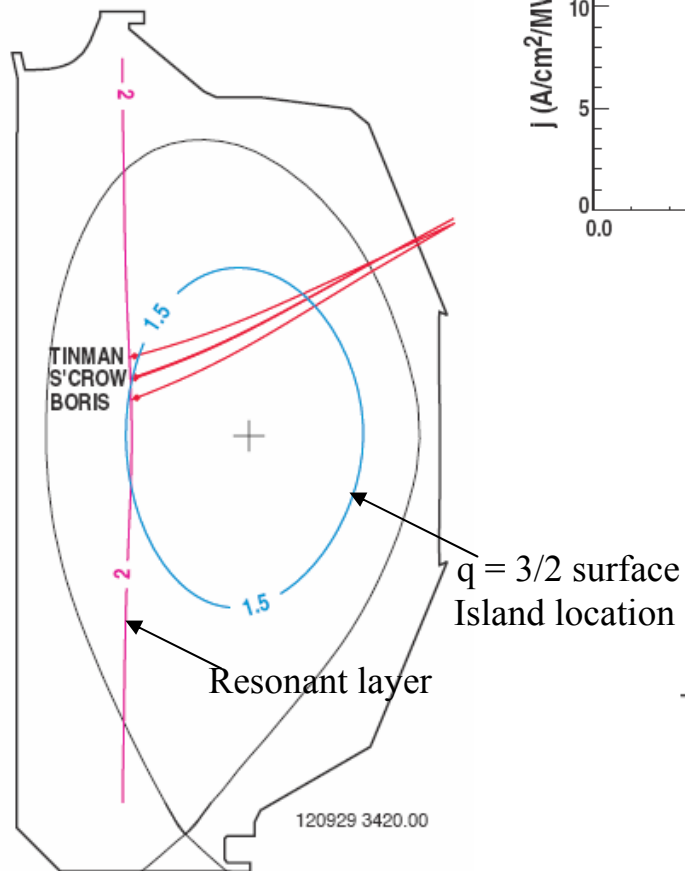 j (A/cm²/MW
10
5
0
0.0
2
1.5
TINMAN
S'CROW
BORIS
q = 3/2 surface
Island location
2
1.5
Resonant layer
120929 3420.00